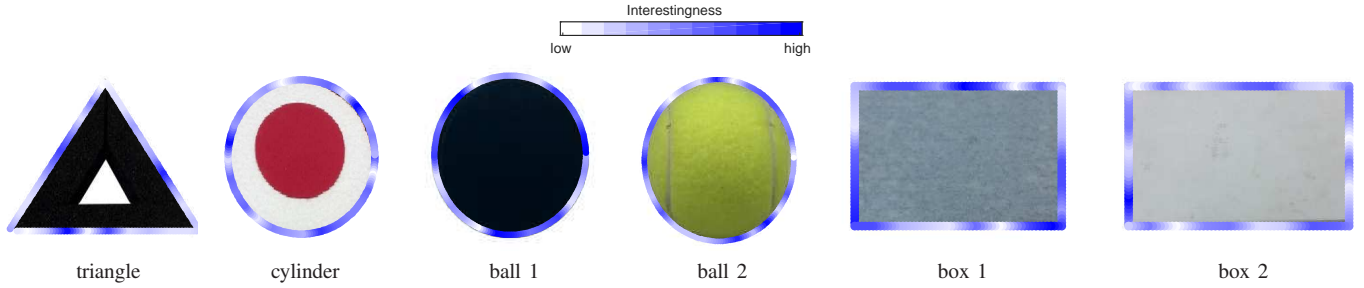 Interestingness
low high
triangle cylinder ball 1 ball 2 box 1 box 2